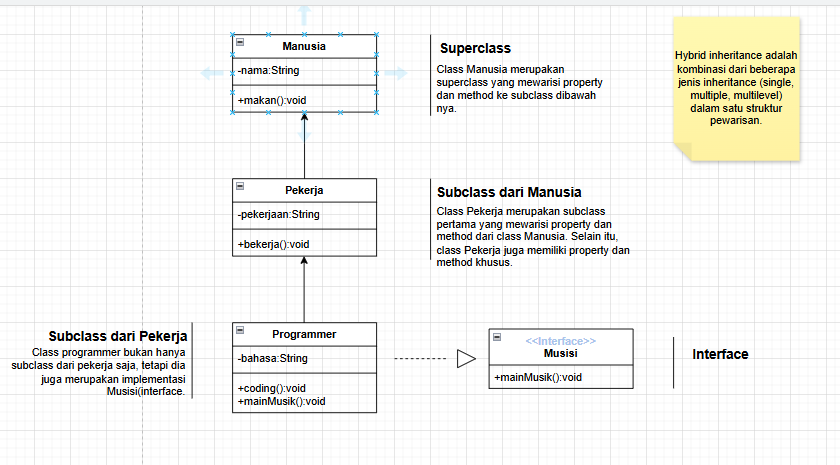 Manusia
-nama:String
+makan():void
Superclass
Class Manusia merupakan
superclass yang mewarisi property
dan method ke subclass dibawah
nya.
Hybrid inheritance adalah
kombinasi dari beberapa
jenis inheritance (single,
multiple, multilevel)
dalam satu struktur
pewarisan.
Pekerja
-pekerjaan:String
+bekerja():void
Subclass dari Manusia
Class Pekerja merupakan subclass
pertama yang mewarisi property dan
method dari class Manusia. Selain itu,
class Pekerja juga memiliki property dan
method khusus.
Subclass dari Pekerja
Class programmer bukan hanya
subclass dari pekerja saja, tetapi dia
juga merupakan implementasi
Musisi(interface.
Programmer
-bahasa:String
+coding():void
+mainMusik():void
<<Interface>>
Musisi
+mainMusik():void
Interface